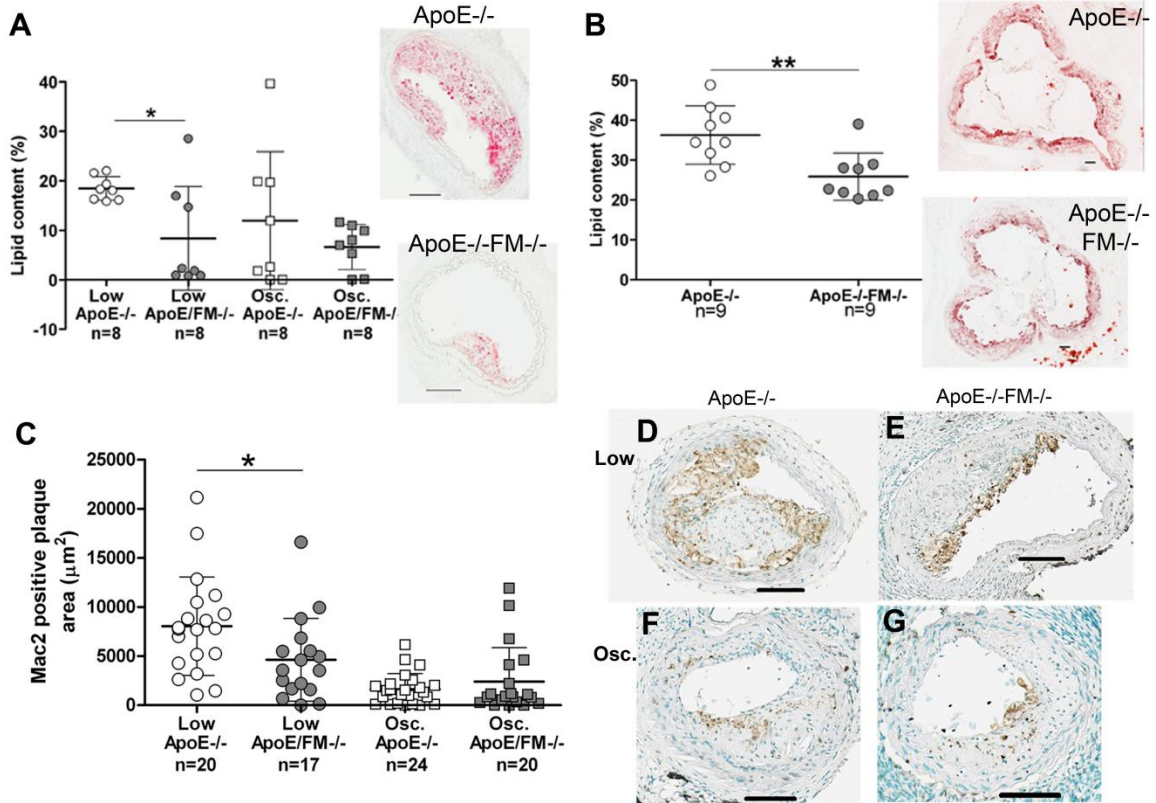 A
ApoE-/-
Lipid content (%)
40
30
20
10
0
-10
*
Low
ApoE-/-
n=8
Low
ApoE/FM-/-
n=8
Osc.
ApoE-/-
n=8
Osc.
ApoE/FM-/-
n=8
ApoE-/-FM-/-
B
Lipid content (%)
50
40
30
20
10
0
**
ApoE-/-
n=9
ApoE-/-FM-/-
n=9
ApoE-/-
ApoE-/-
FM-/-
C
Mac2 positive plaque
area (μm2)
25000
20000
15000
10000
5000
0
*
Low
ApoE-/-
n=20
Low
ApoE/FM-/-
n=17
Osc.
ApoE-/-
n=24
Osc.
ApoE/FM-/-
n=20
ApoE-/-
ApoE-/-FM-/-
Low
D
E
Osc.
F
G